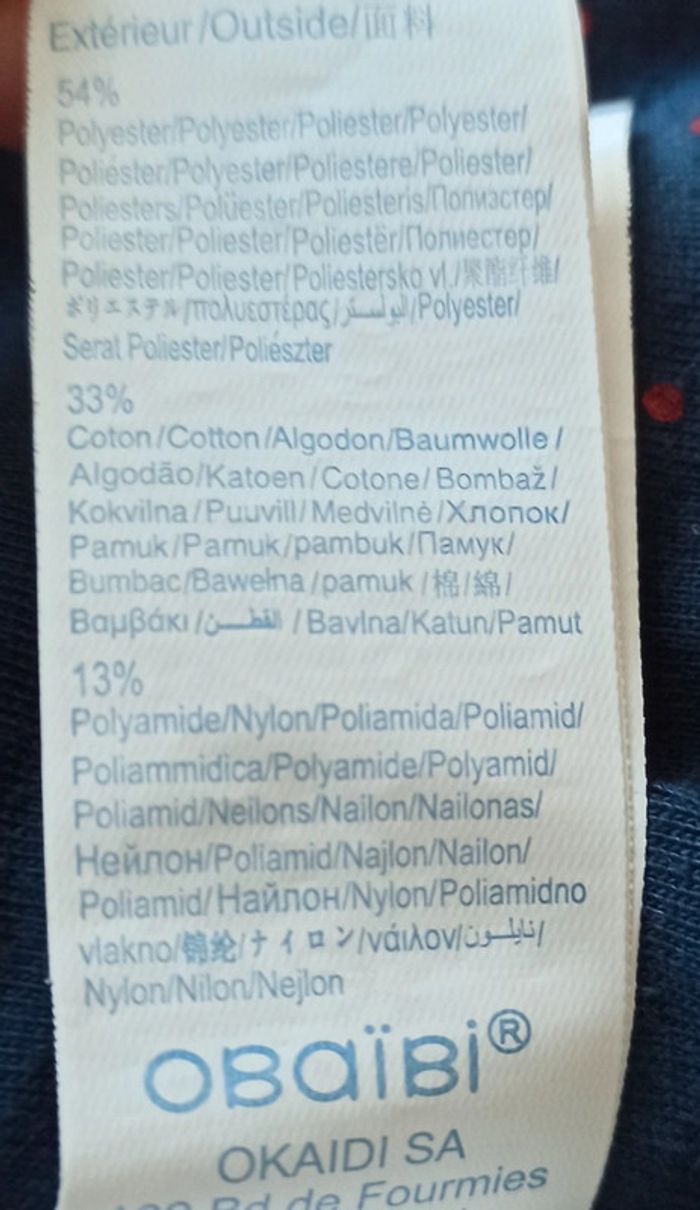 Extérieur/Outside/面料
54%
Polyester/Polyester/Poliester/Polyester/
Poliéster/Polyester/Poliestere/Poliester/
Poliesters/Polüester/Poliesteris/Полиэстер/
Poliester/Poliester/Poliestër/Полиестер/
Poliester/Poliester/Poliestersko vl./聚酯纤维/
ポリエステル/πολυεστέρας/البوليستر/Polyester/
Serat Poliester/Poliészter
33%
Coton/Cotton/Algodon/Baumwolle/
Algodão/Katoen/Cotone/Bombaž/
Kokvilna/Puuvill/Medvilnė/Хлопок/
Pamuk/Pamuk/pambuk/Памук/
Bumbac/Bawełna/pamuk/棉/綿/
Βαμβάκι/القطن/Bavlna/Katun/Pamut
13%
Polyamide/Nylon/Poliamida/Poliamid/
Poliammidica/Polyamide/Polyamid/
Poliamid/Neilons/Nailon/Nailonas/
Нейлон/Poliamid/Najlon/Nailon/
Poliamid/Найлон/Nylon/Poliamidno
vlakno/锦纶/ナイロン/νάιλον/نايلون/
Nylon/Nilon/Nejlon
OBaïBi®
OKAIDI SA
Bd de Fourmies